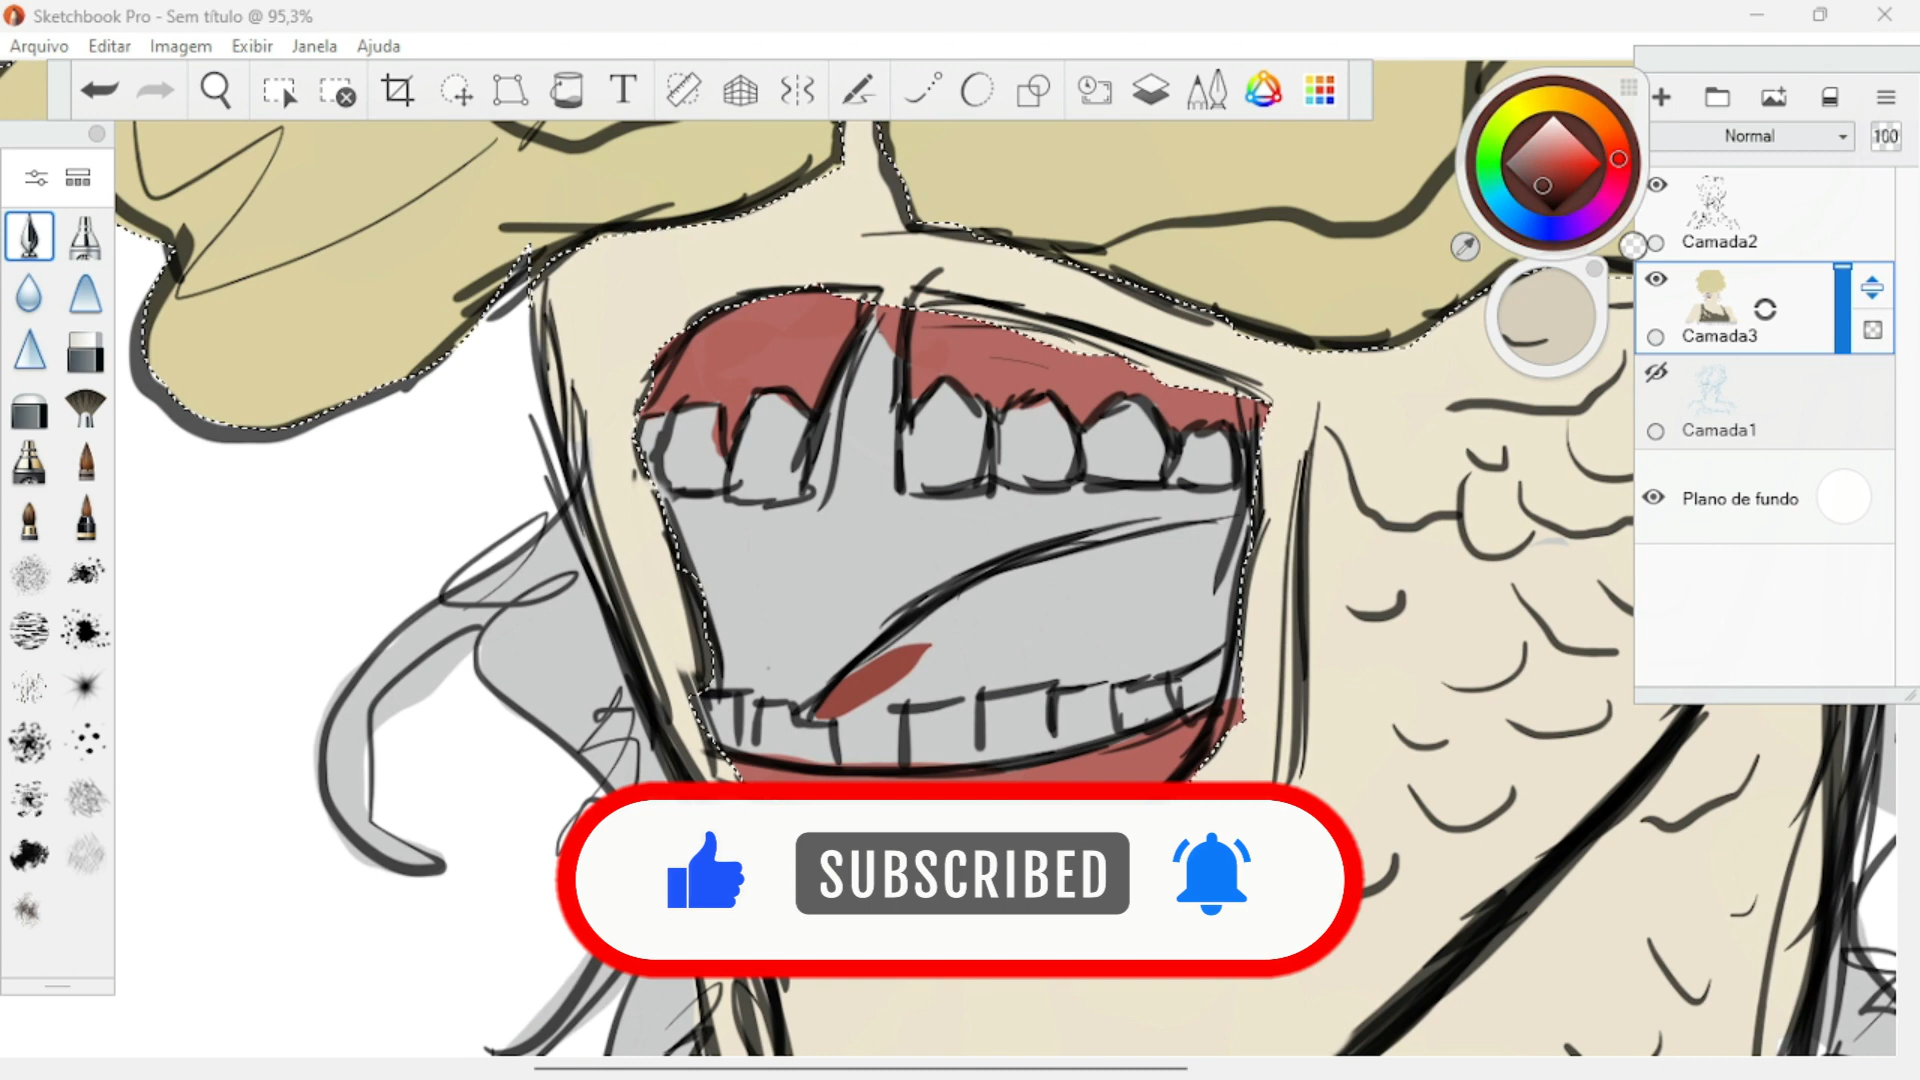 Sketchbook Pro - Sem título @ 95,3%
Arquivo Editar Imagem Exibir Janela Ajuda
T
Normal 100
Camada2
Camada3
Camada1
Plano de fundo
SUBSCRIBED